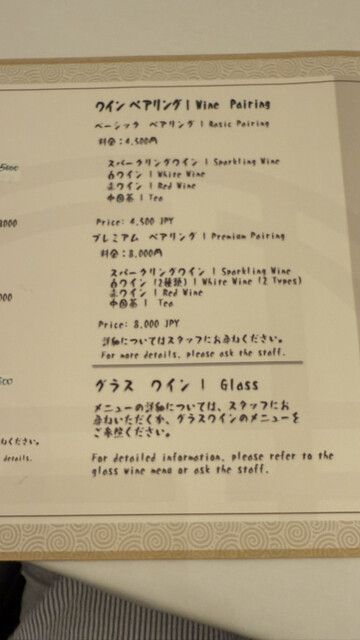 ワイン ペアリング | Wine Pairing
ベーシック ペアリング | Basic Pairing
料金：4,500円
スパークリングワイン | Sparkling Wine
白ワイン | White Wine
赤ワイン | Red Wine
中国茶 | Tea
Price: 4,500 JPY
プレミアム ペアリング | Premium Pairing
料金：8,000円
スパークリングワイン | Sparkling Wine
白ワイン (2種類) | White Wine (2 Types)
赤ワイン | Red Wine
中国茶 | Tea
Price: 8,000 JPY
詳細についてはスタッフにお尋ねください。
For more details, please ask the staff.
グラス ワイン | Glass
メニューの詳細については、スタッフにお
尋ねいただくか、グラスワインのメニューを
ご参照ください。
For detailed information, please refer to the
glass wine menu or ask the staff.
ねください。
details.